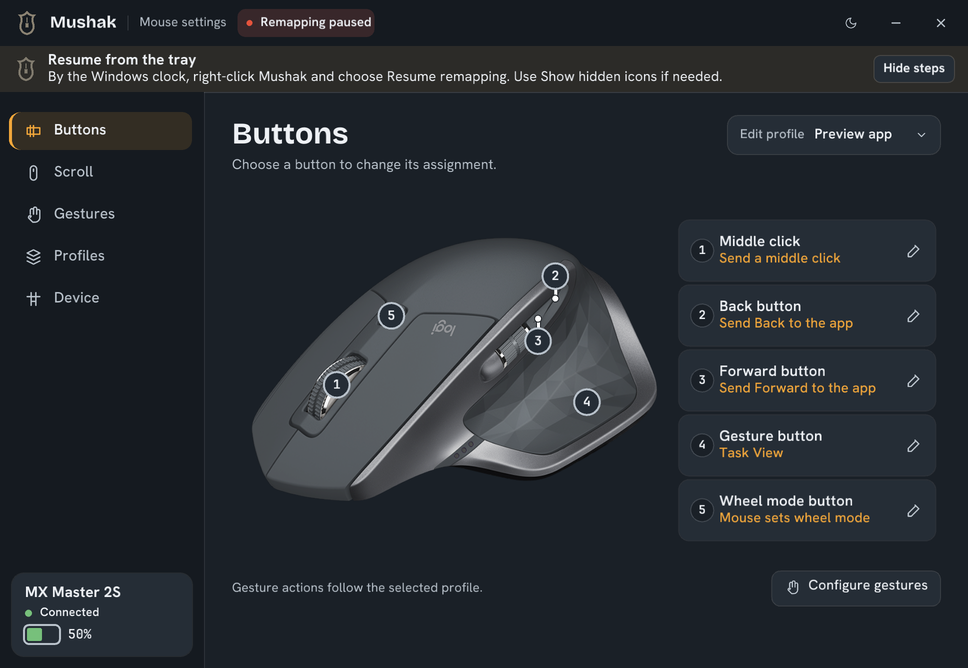 Mushak
Mouse settings
Remapping paused
Resume from the tray
By the Windows clock, right-click Mushak and choose Resume remapping. Use Show hidden icons if needed.
Hide steps
Buttons
Scroll
Gestures
Profiles
Device
MX Master 2S
Connected
50%
Buttons
Choose a button to change its assignment.
Edit profile Preview app
logi
1
2
3
4
5
1 Middle click
Send a middle click
2 Back button
Send Back to the app
3 Forward button
Send Forward to the app
4 Gesture button
Task View
5 Wheel mode button
Mouse sets wheel mode
Gesture actions follow the selected profile.
Configure gestures